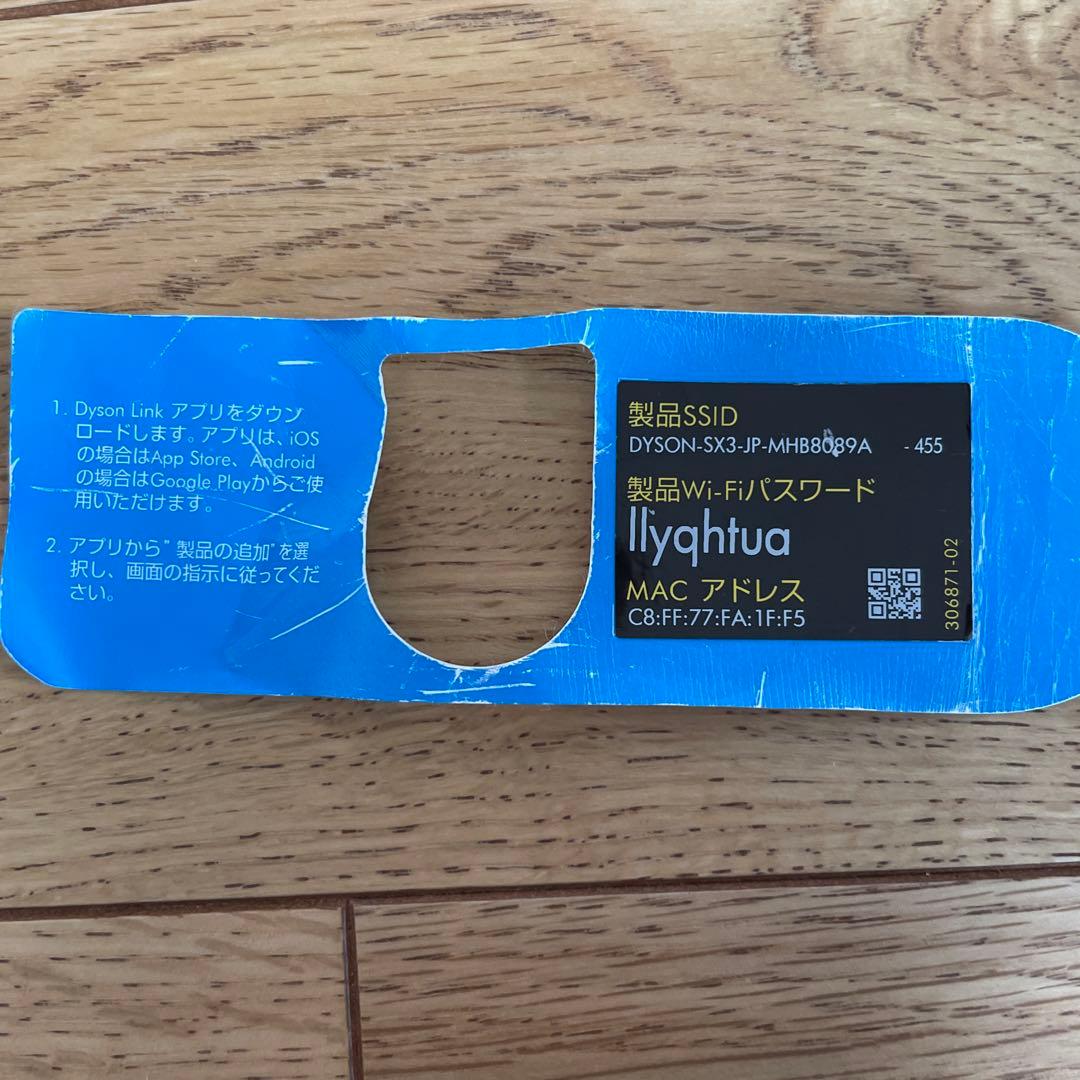 1. Dyson Link アプリをダウン
ロードします。アプリは、iOS
の場合はApp Store、Android
の場合はGoogle Playからご使
用いただけます。
2. アプリから"製品の追加"を選
択し、画面の指示に従ってくだ
さい。
製品SSID
DYSON-SX3-JP-MHB8089A - 455
製品Wi-Fiパスワード
llyqhtua
MAC アドレス
C8:FF:77:FA:1F:F5
306871-02